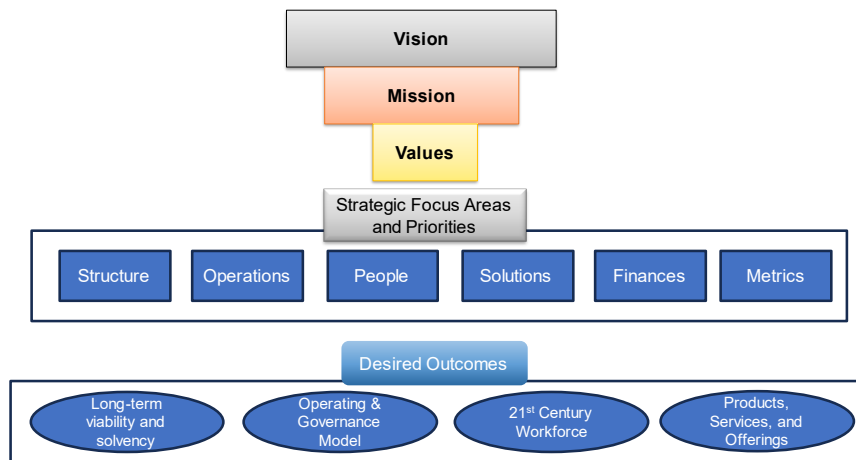 Vision
Mission
Values
Strategic Focus Areas
and Priorities
Structure
Operations
People
Solutions
Finances
Metrics
Desired Outcomes
Long-term
viability and
solvency
Operating &
Governance
Model
21st Century
Workforce
Products,
Services, and
Offerings